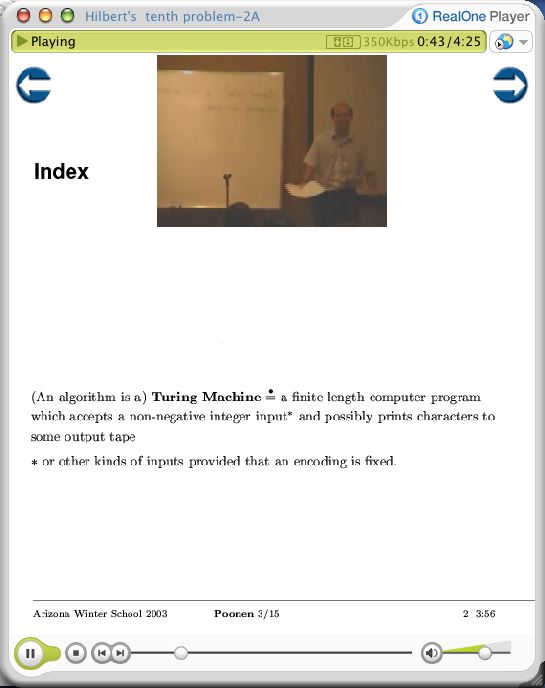 Hilbert's tenth problem-2A
RealOne Player
Playing
350Kbps 0:43/4:25
Index
(An algorithm is a) Turing Machine ≐ a finite length computer program
which accepts a non-negative integer input* and possibly prints characters to
some output tape
* or other kinds of inputs provided that an encoding is fixed.
Arizona Winter School 2003 Poonen 3/15 2 3:56